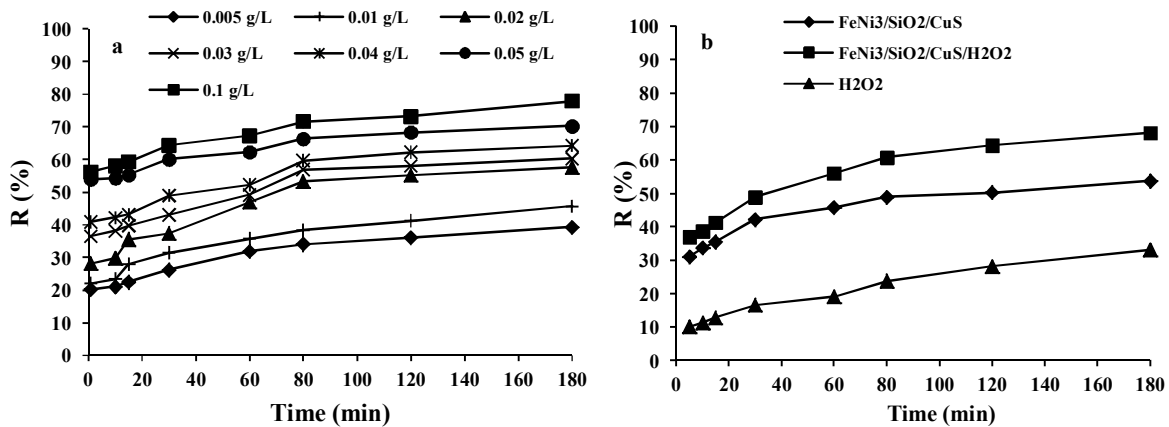 0.005 g/L 0.01 g/L 0.02 g/L
0.03 g/L 0.04 g/L 0.05 g/L
0.1 g/L
a
R (%)
100
90
80
70
60
50
40
30
20
10
0
0 20 40 60 80 100 120 140 160 180
Time (min)
b
FeNi3/SiO2/CuS
FeNi3/SiO2/CuS/H2O2
H2O2
R (%)
100
90
80
70
60
50
40
30
20
10
0
0 20 40 60 80 100 120 140 160 180
Time (min)